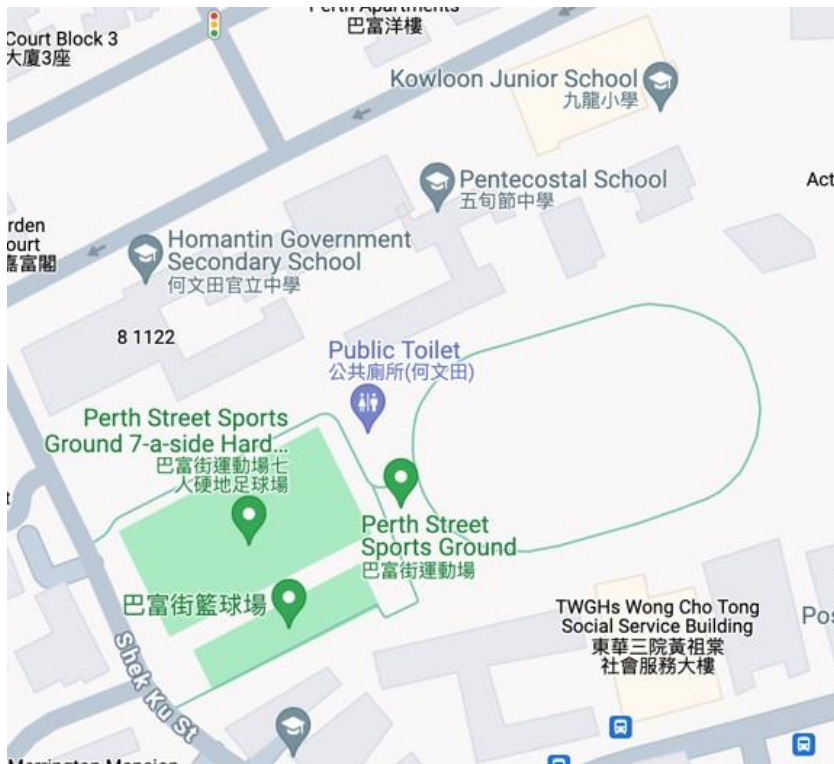 Perth Apartments
巴富洋樓
Court Block 3
大廈3座
Kowloon Junior School
九龍小學
Pentecostal School
五旬節中學
Act
rden
ourt
嘉富閣
Homantin Government
Secondary School
何文田官立中學
8 1122
Public Toilet
公共廁所(何文田)
Perth Street Sports
Ground 7-a-side Hard...
巴富街運動場七
人硬地足球場
Perth Street
Sports Ground
巴富街運動場
巴富街籃球場
TWGHs Wong Cho Tong
Social Service Building
東華三院黃祖棠
社會服務大樓
Pos
Shek Ku St
Merrington Mansion